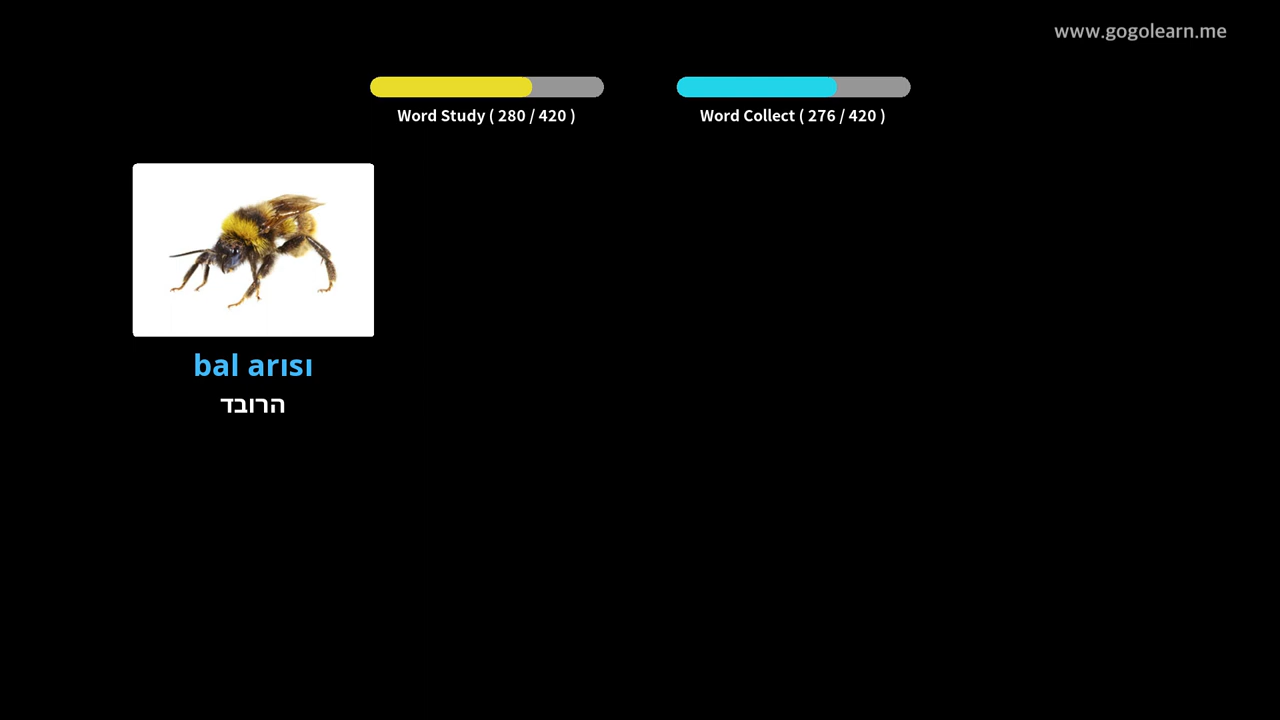 www.gogolearn.me
Word Study ( 280 / 420 )
Word Collect ( 276 / 420 )
bal arısı
הרובד